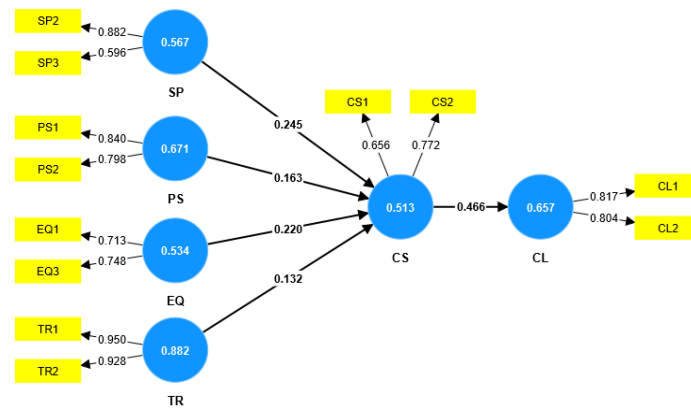 SP2
0.882
0.596
SP3
0.567
SP
PS1
0.840
0.798
PS2
0.671
PS
EQ1
0.713
0.748
EQ3
0.534
EQ
TR1
0.950
0.928
TR2
0.882
TR
0.245
0.163
0.220
0.132
CS1
CS2
0.656
0.772
0.513
CS
0.466
0.657
CL
0.817
CL1
0.804
CL2